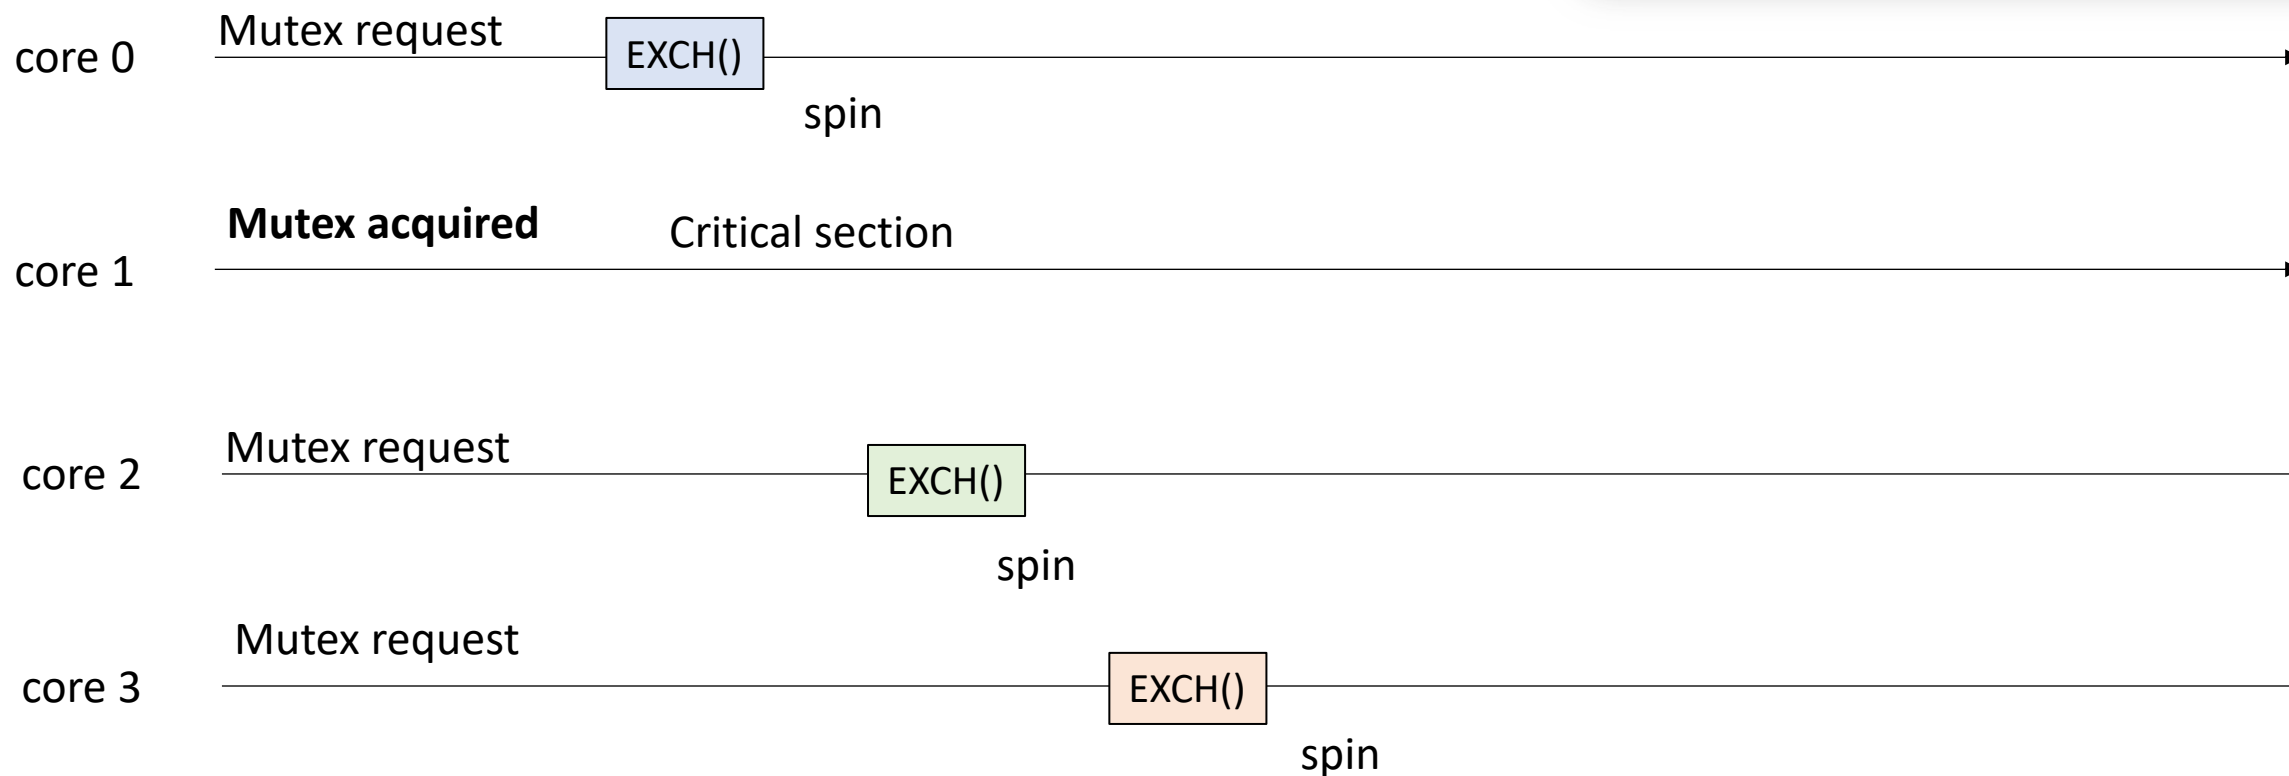 core 0
Mutex request
EXCH()
spin
core 1
Mutex acquired
Critical section
core 2
Mutex request
EXCH()
spin
core 3
Mutex request
EXCH()
spin